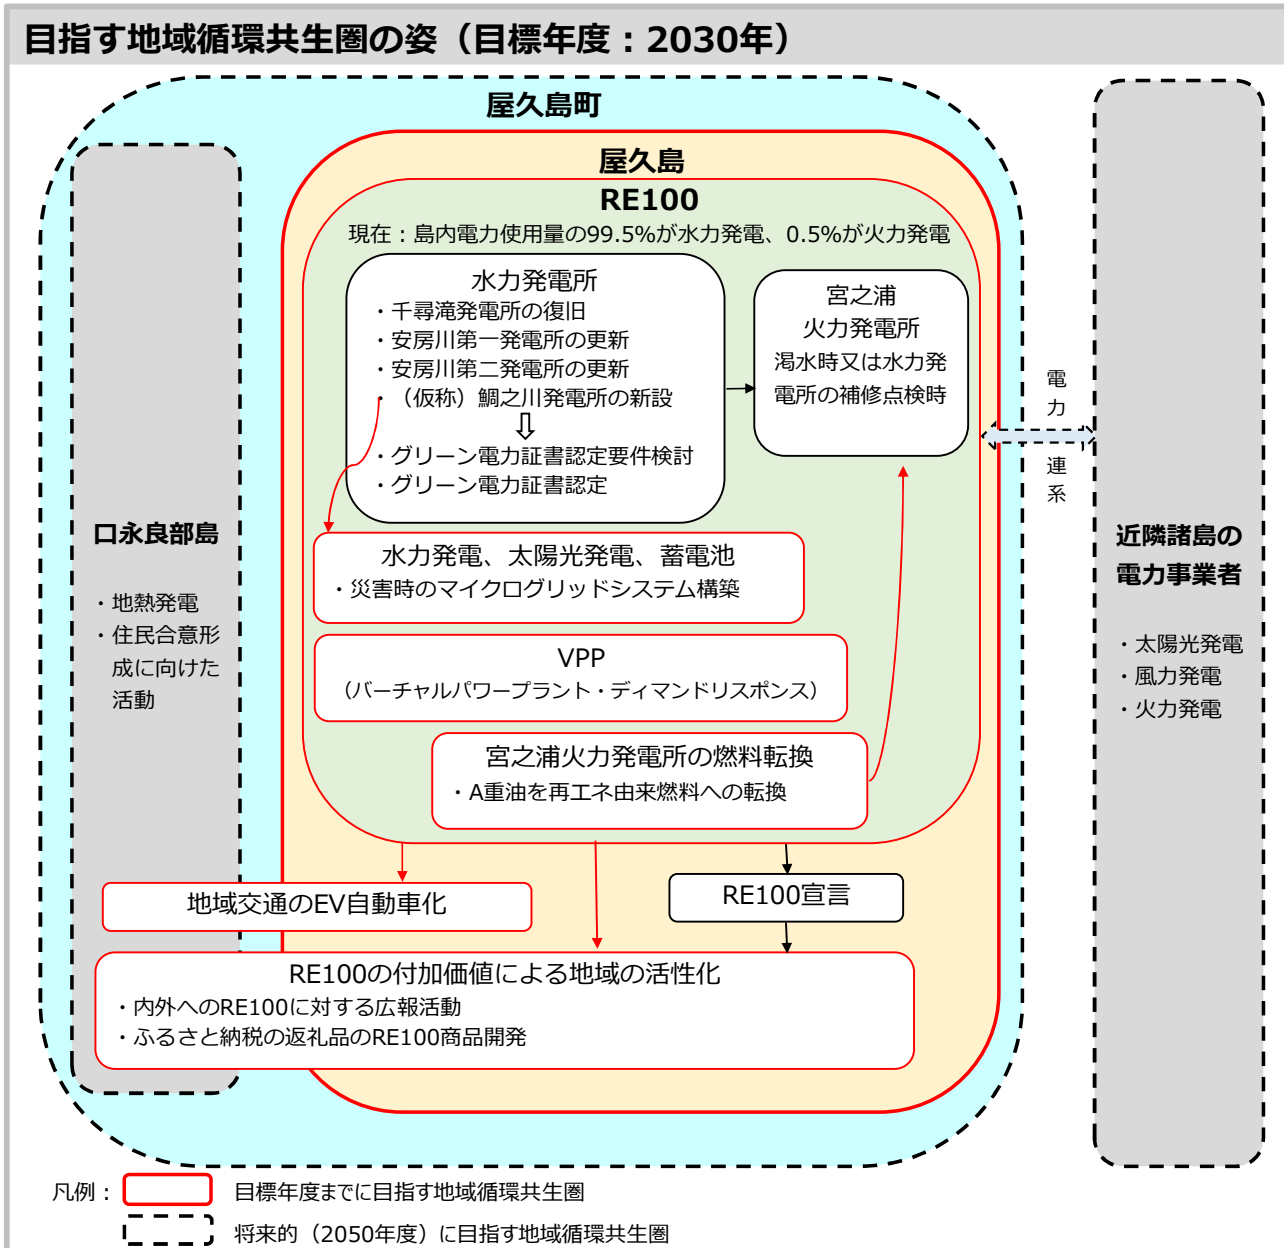 目指す地域循環共生圏の姿（目標年度：2030年）
屋久島町
屋久島
RE100
現在：島内電力使用量の99.5%が水力発電、0.5%が火力発電
水力発電所
・千尋滝発電所の復旧
・安房川第一発電所の更新
・安房川第二発電所の更新
・（仮称）鯛之川発電所の新設
・グリーン電力証書認定要件検討
・グリーン電力証書認定
宮之浦
火力発電所
渇水時又は水力発
電所の補修点検時
水力発電、太陽光発電、蓄電池
・災害時のマイクログリッドシステム構築
VPP
（バーチャルパワープラント・ディマンドリスポンス）
宮之浦火力発電所の燃料転換
・A重油を再エネ由来燃料への転換
口永良部島
・地熱発電
・住民合意形
成に向けた
活動
電力連系
近隣諸島の
電力事業者
・太陽光発電
・風力発電
・火力発電
地域交通のEV自動車化
RE100宣言
RE100の付加価値による地域の活性化
・内外へのRE100に対する広報活動
・ふるさと納税の返礼品のRE100商品開発
凡例：
目標年度までに目指す地域循環共生圏
将来的（2050年度）に目指す地域循環共生圏